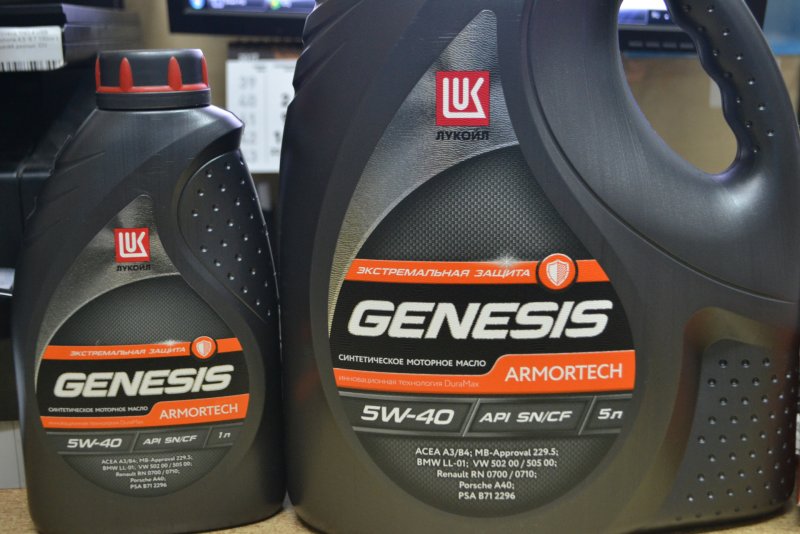 LUK
ЛУКОЙЛ
ЭКСТРЕМАЛЬНАЯ ЗАЩИТА
GENESIS
СИНТЕТИЧЕСКОЕ МОТОРНОЕ МАСЛО
ARMORTECH
инновационная технология DuraMax
5W-40 API SN/CF 1л
ACEA A3/B4; MB-Approval 229.5;
BMW LL-01; VW 502 00 / 505 00;
Renault RN 0700 / 0710;
Porsche A40;
PSA B71 2296
LUK
ЛУКОЙЛ
ЭКСТРЕМАЛЬНАЯ ЗАЩИТА
GENESIS
СИНТЕТИЧЕСКОЕ МОТОРНОЕ МАСЛО
ARMORTECH
инновационная технология DuraMax
5W-40 API SN/CF 5л
ACEA A3/B4; MB-Approval 229.5;
BMW LL-01; VW 502 00 / 505 00;
Renault RN 0700 / 0710;
Porsche A40;
PSA B71 2296